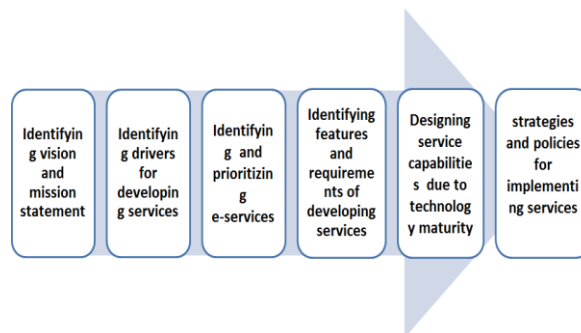 Identifyin
g vision
and
mission
statement
Identifyin
g drivers
for
developin
g services
Identifyin
g and
prioritizin
g
e-services
Identifying
features
and
requireme
nts of
developing
services
Designing
service
capabilitie
s due to
technolog
y maturity
strategies
and policies
for
implementi
ng services